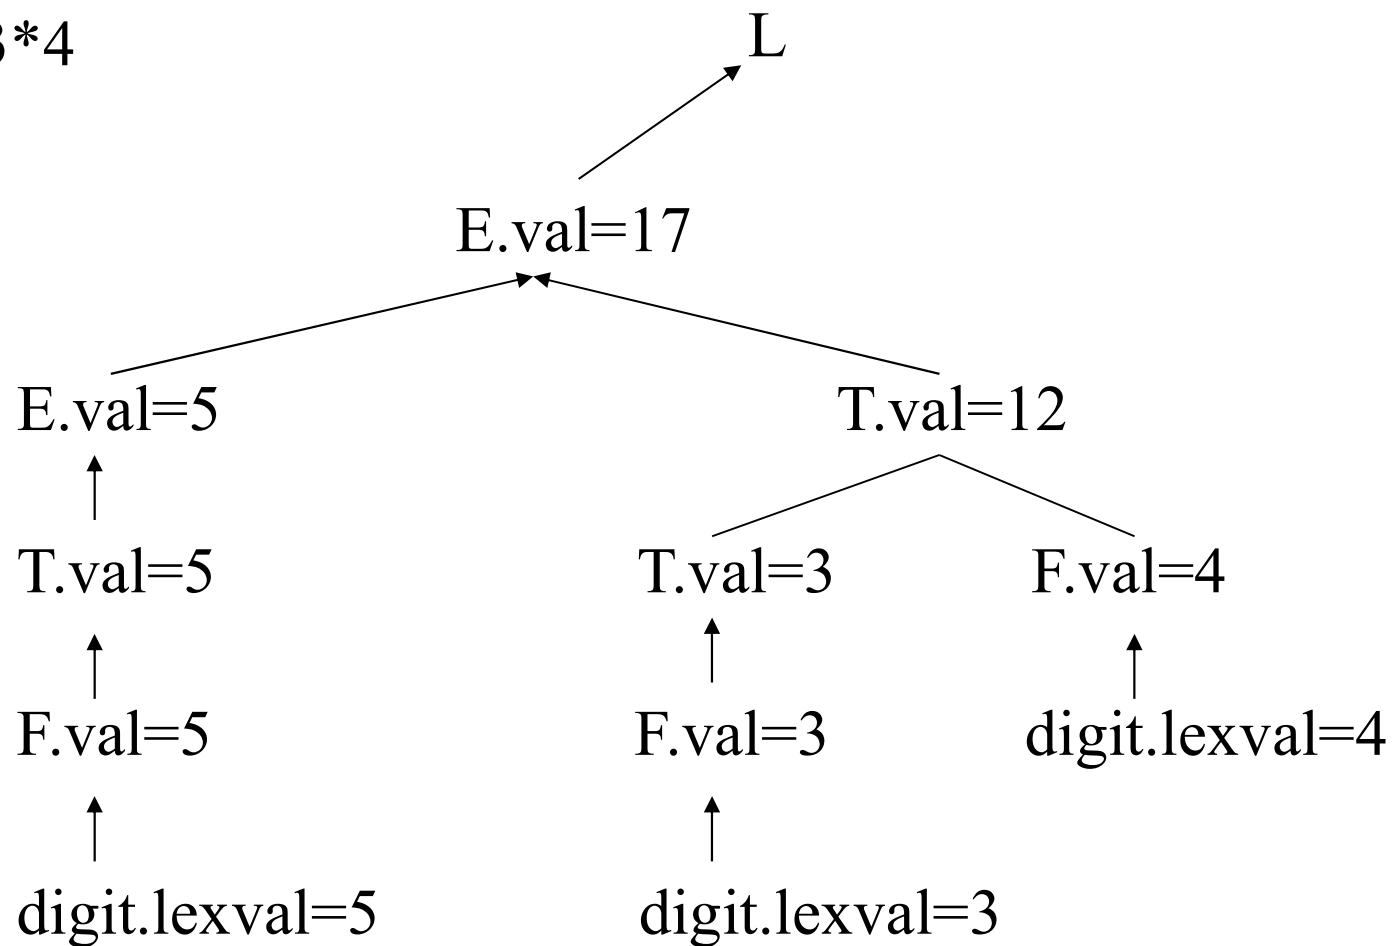 3*4
L
E.val=17
E.val=5 T.val=12
T.val=5 T.val=3 F.val=4
F.val=5 F.val=3 digit.lexval=4
digit.lexval=5 digit.lexval=3